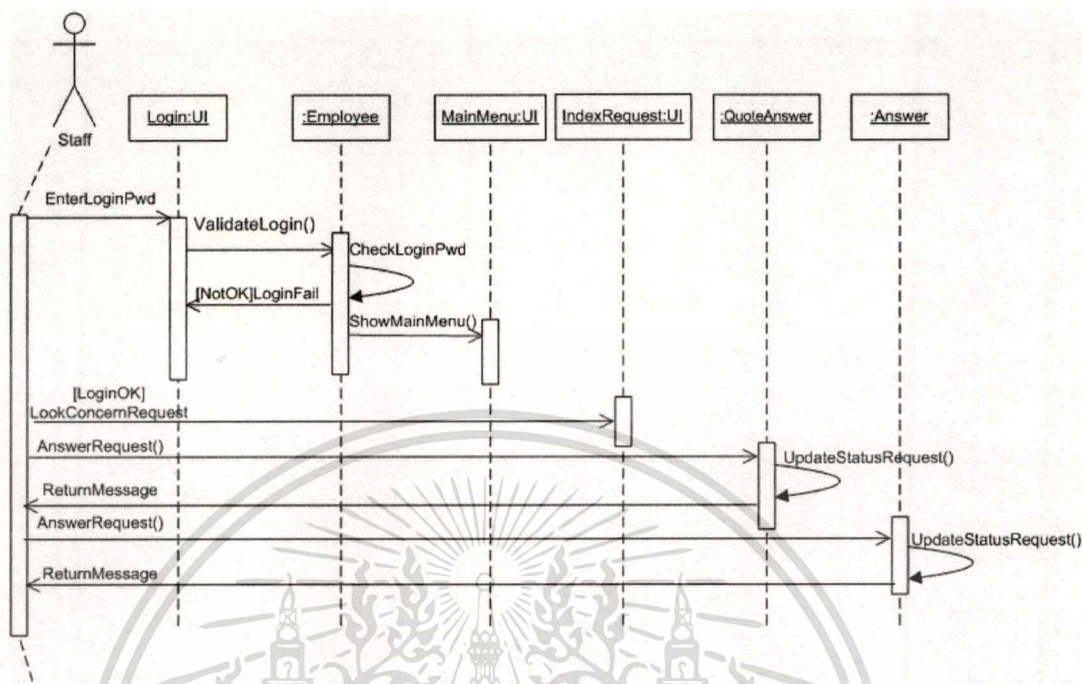 Staff
Login:UI
:Employee
MainMenu:UI
IndexRequest:UI
:QuoteAnswer
:Answer
EnterLoginPwd
ValidateLogin()
CheckLoginPwd
[NotOK]LoginFail
ShowMainMenu()
[LoginOK]
LookConcernRequest
AnswerRequest()
UpdateStatusRequest()
ReturnMessage
AnswerRequest()
UpdateStatusRequest()
ReturnMessage